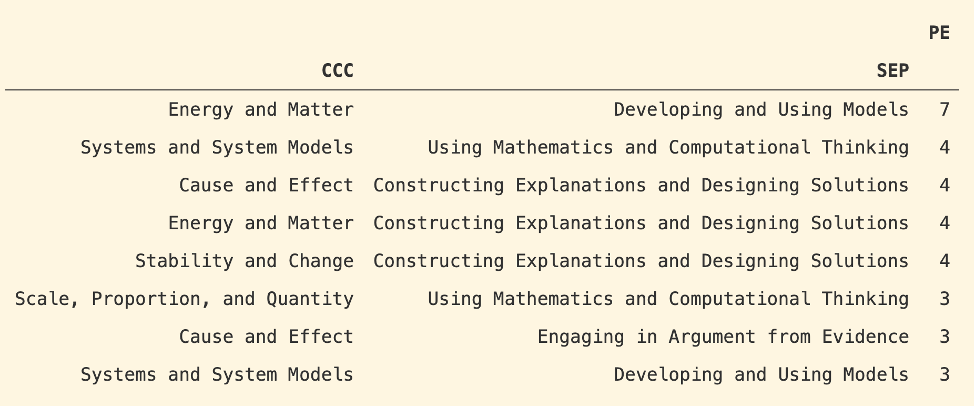 PE
CCC SEP
Energy and Matter Developing and Using Models 7
Systems and System Models Using Mathematics and Computational Thinking 4
Cause and Effect Constructing Explanations and Designing Solutions 4
Energy and Matter Constructing Explanations and Designing Solutions 4
Stability and Change Constructing Explanations and Designing Solutions 4
Scale, Proportion, and Quantity Using Mathematics and Computational Thinking 3
Cause and Effect Engaging in Argument from Evidence 3
Systems and System Models Developing and Using Models 3